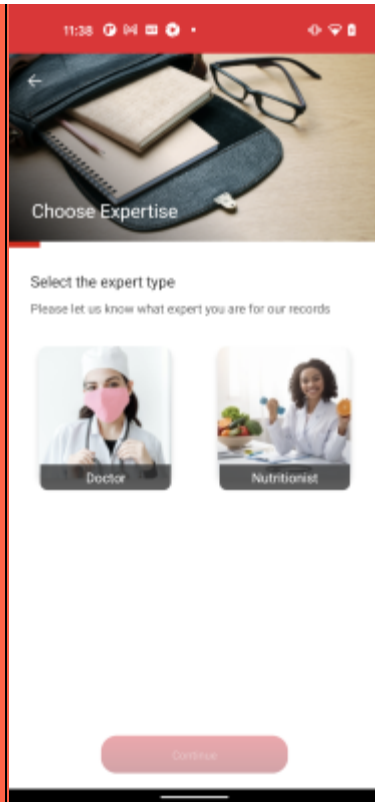 11:38
Choose Expertise
Select the expert type
Please let us know what expert you are for our records
Doctor
Nutritionist
Continue